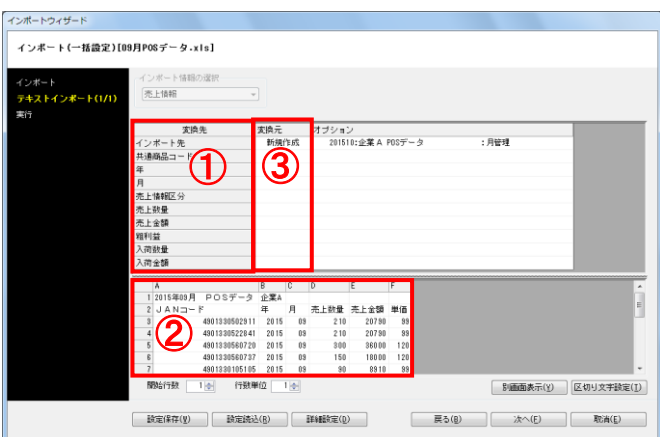 インポートウィザード
インポート(一括設定)[09月POSデータ.xls]
インポート
テキストインポート(1/1)
実行
インポート情報の選択
売上情報
変換先 変換元 オプション
インポート先 新規作成 201510:企業A POSデータ :月管理
共通商品コード
年
月
売上情報区分
売上数量
売上金額
粗利益
入荷数量
入荷金額
① ③
A B C D E F
1 2015年09月 POSデータ 企業A
2 JANコード 年 月 売上数量 売上金額 単価
3 4901330502911 2015 09 210 20790 99
4 4901330522841 2015 09 210 20790 99
5 4901330560720 2015 09 300 36000 120
6 4901330560737 2015 09 150 18000 120
7 4901330105105 2015 09 90 8910 99
②
開始行数 1 行数単位 1 別画面表示(Y) 区切り文字設定(I)
設定保存(W) 設定読込(R) 詳細設定(D) 戻る(B) 次へ(F) 取消(E)